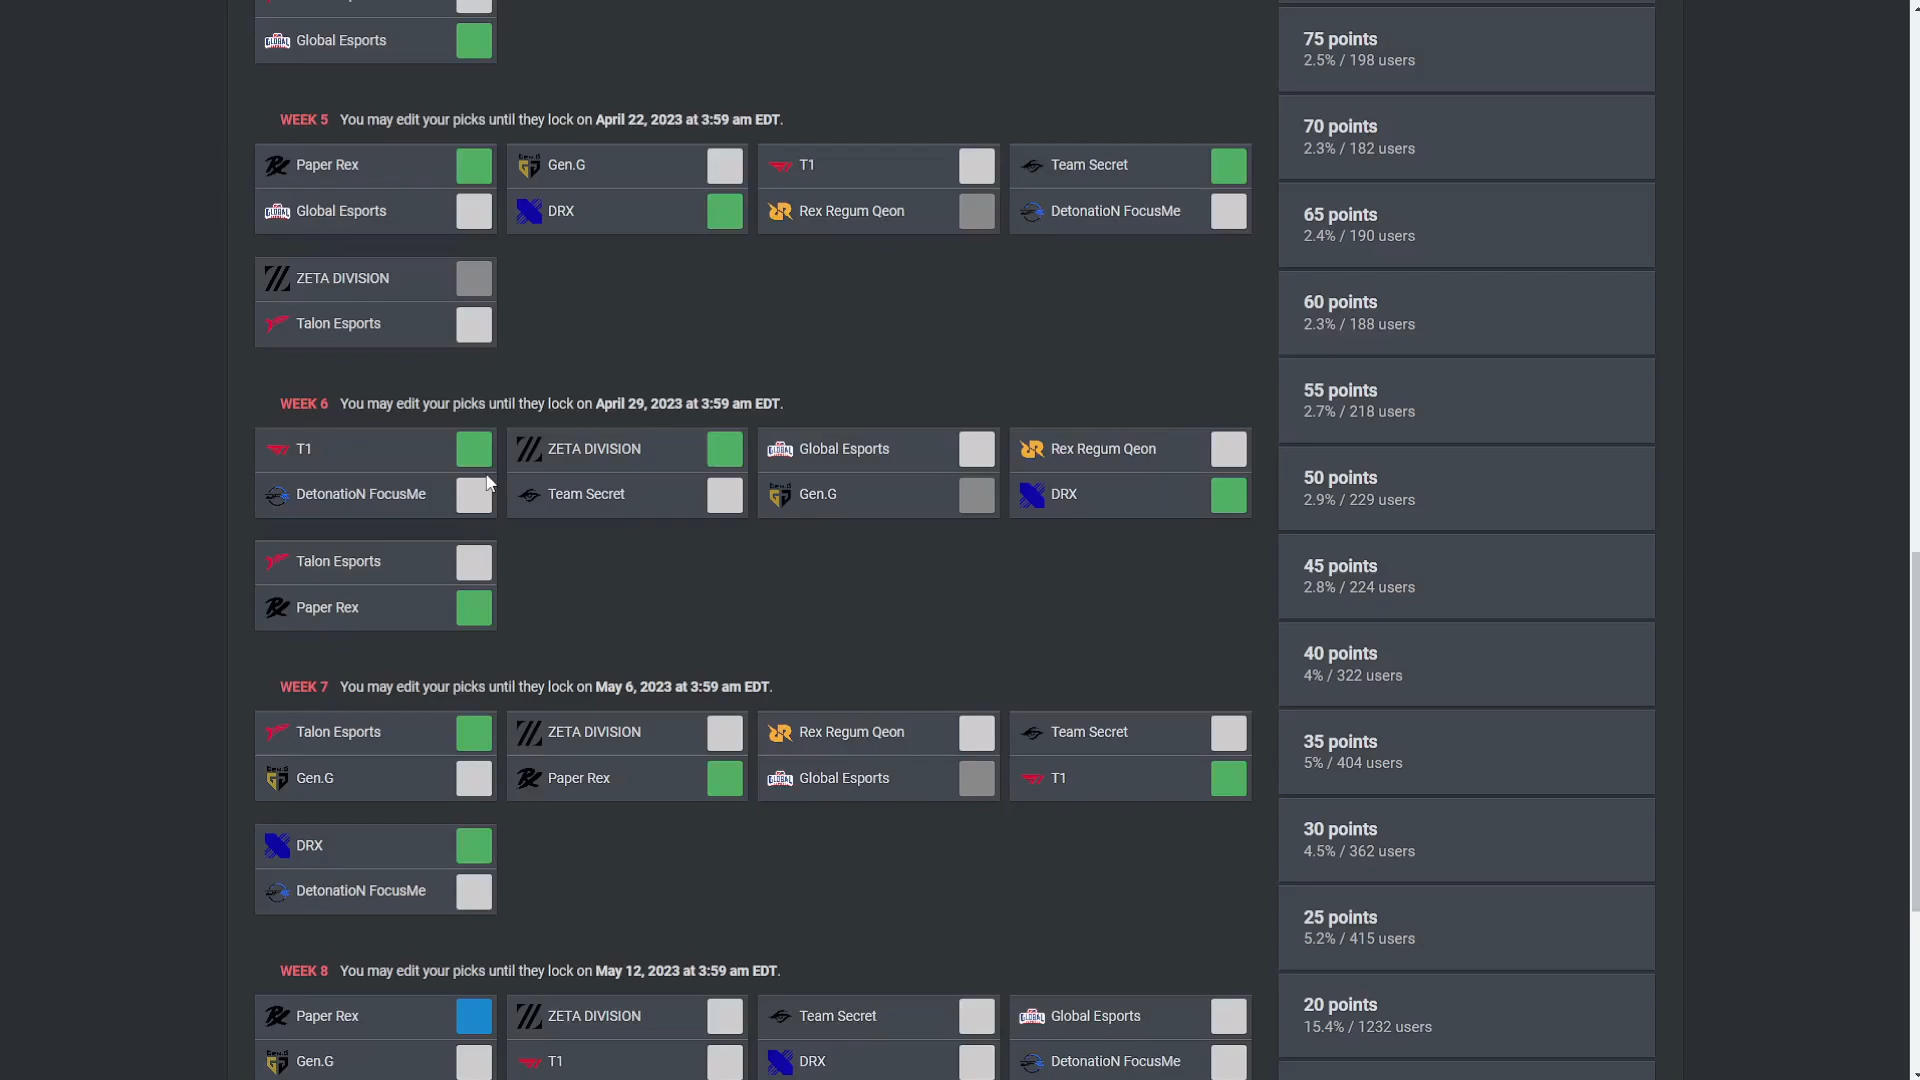 Global Esports
WEEK 5 You may edit your picks until they lock on April 22, 2023 at 3:59 am EDT.
Paper Rex
Global Esports
Gen.G
DRX
T1
Rex Regum Qeon
Team Secret
DetonatioN FocusMe
ZETA DIVISION
Talon Esports
WEEK 6 You may edit your picks until they lock on April 29, 2023 at 3:59 am EDT.
T1
DetonatioN FocusMe
ZETA DIVISION
Team Secret
Global Esports
Gen.G
Rex Regum Qeon
DRX
Talon Esports
Paper Rex
WEEK 7 You may edit your picks until they lock on May 6, 2023 at 3:59 am EDT.
Talon Esports
Gen.G
ZETA DIVISION
Paper Rex
Rex Regum Qeon
Global Esports
Team Secret
T1
DRX
DetonatioN FocusMe
WEEK 8 You may edit your picks until they lock on May 12, 2023 at 3:59 am EDT.
Paper Rex
Gen.G
ZETA DIVISION
T1
Team Secret
DRX
Global Esports
DetonatioN FocusMe
75 points
2.5% / 198 users
70 points
2.3% / 182 users
65 points
2.4% / 190 users
60 points
2.3% / 188 users
55 points
2.7% / 218 users
50 points
2.9% / 229 users
45 points
2.8% / 224 users
40 points
4% / 322 users
35 points
5% / 404 users
30 points
4.5% / 362 users
25 points
5.2% / 415 users
20 points
15.4% / 1232 users